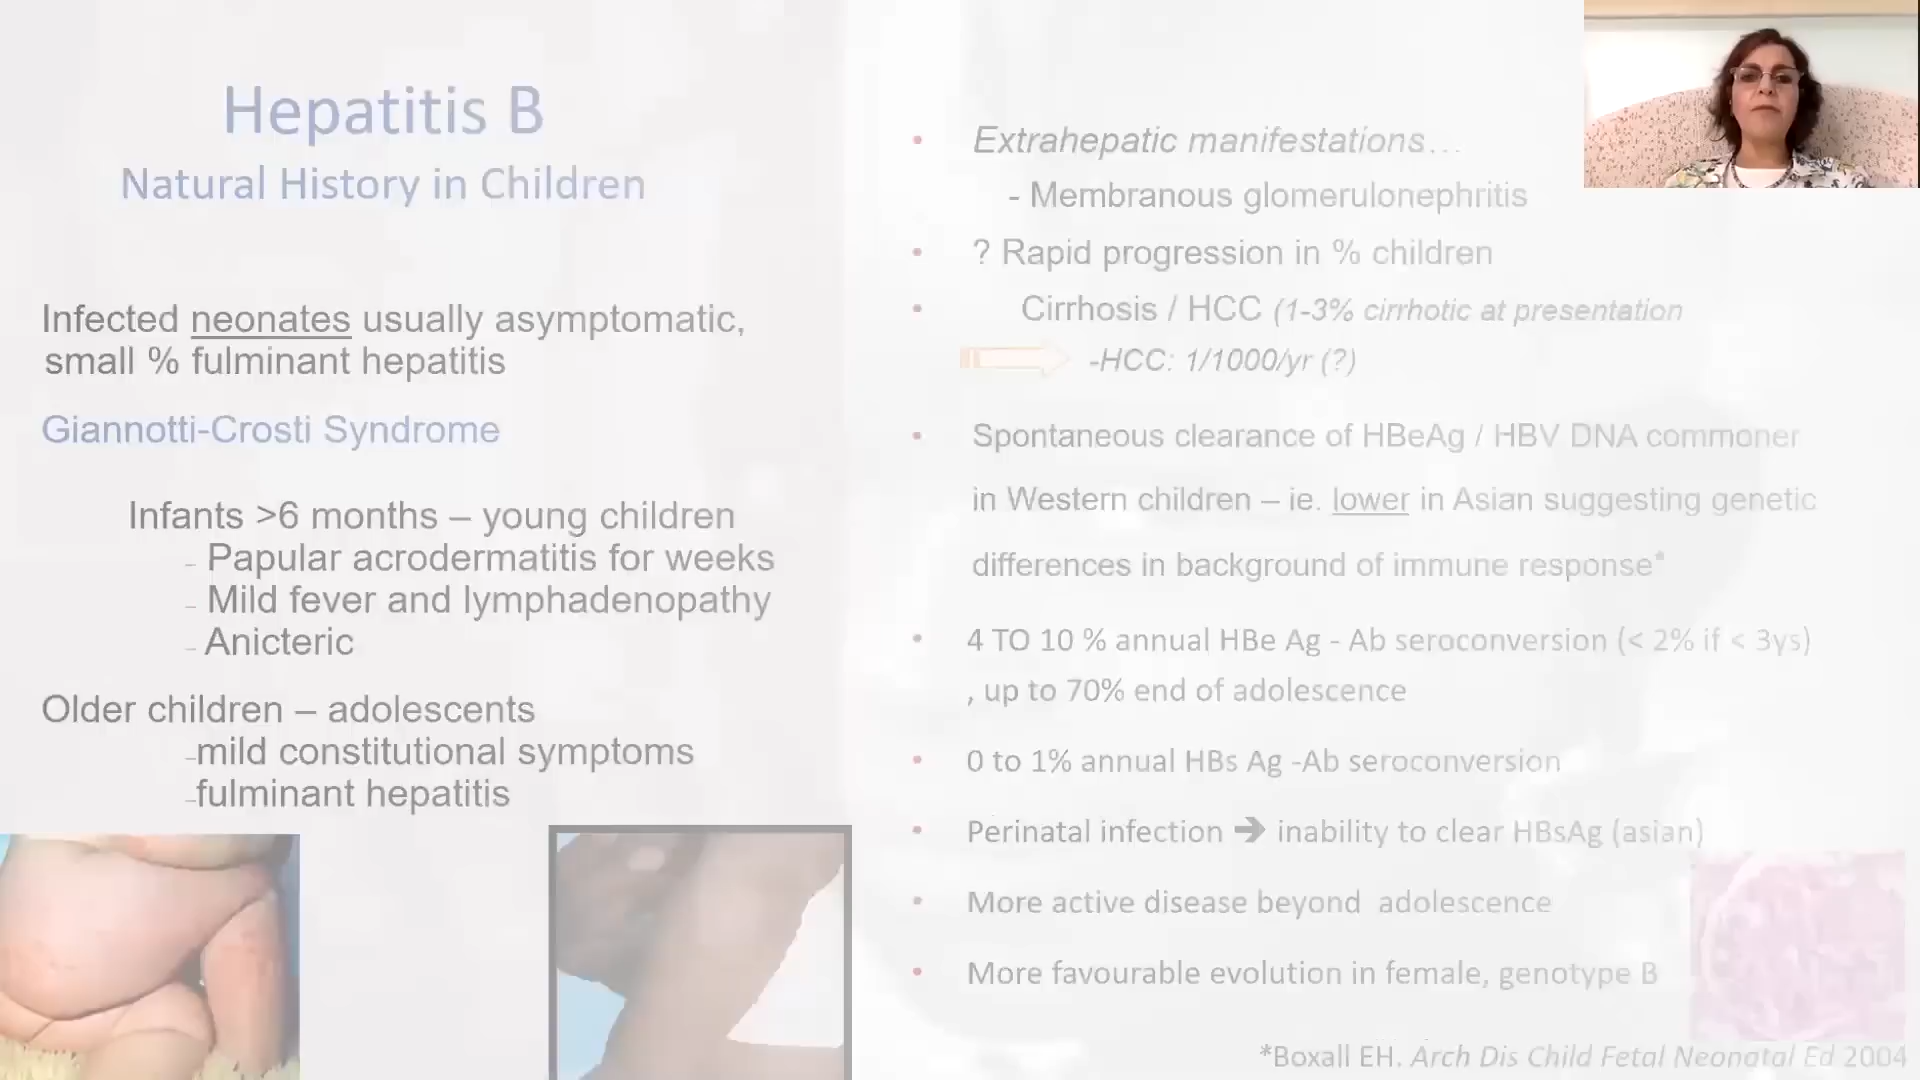 Hepatitis B
Natural History in Children
Infected neonates usually asymptomatic,
small % fulminant hepatitis
Giannotti-Crosti Syndrome
Infants >6 months – young children
- Papular acrodermatitis for weeks
- Mild fever and lymphadenopathy
- Anicteric
Older children – adolescents
-mild constitutional symptoms
-fulminant hepatitis
• Extrahepatic manifestations…
- Membranous glomerulonephritis
• ? Rapid progression in % children
• Cirrhosis / HCC (1-3% cirrhotic at presentation
-HCC: 1/1000/yr (?)
• Spontaneous clearance of HBeAg / HBV DNA commoner
in Western children – ie. lower in Asian suggesting genetic
differences in background of immune response*
• 4 TO 10 % annual HBe Ag - Ab seroconversion (< 2% if < 3ys)
, up to 70% end of adolescence
• 0 to 1% annual HBs Ag -Ab seroconversion
• Perinatal infection ➔ inability to clear HBsAg (asian)
• More active disease beyond adolescence
• More favourable evolution in female, genotype B
*Boxall EH. Arch Dis Child Fetal Neonatal Ed 2004